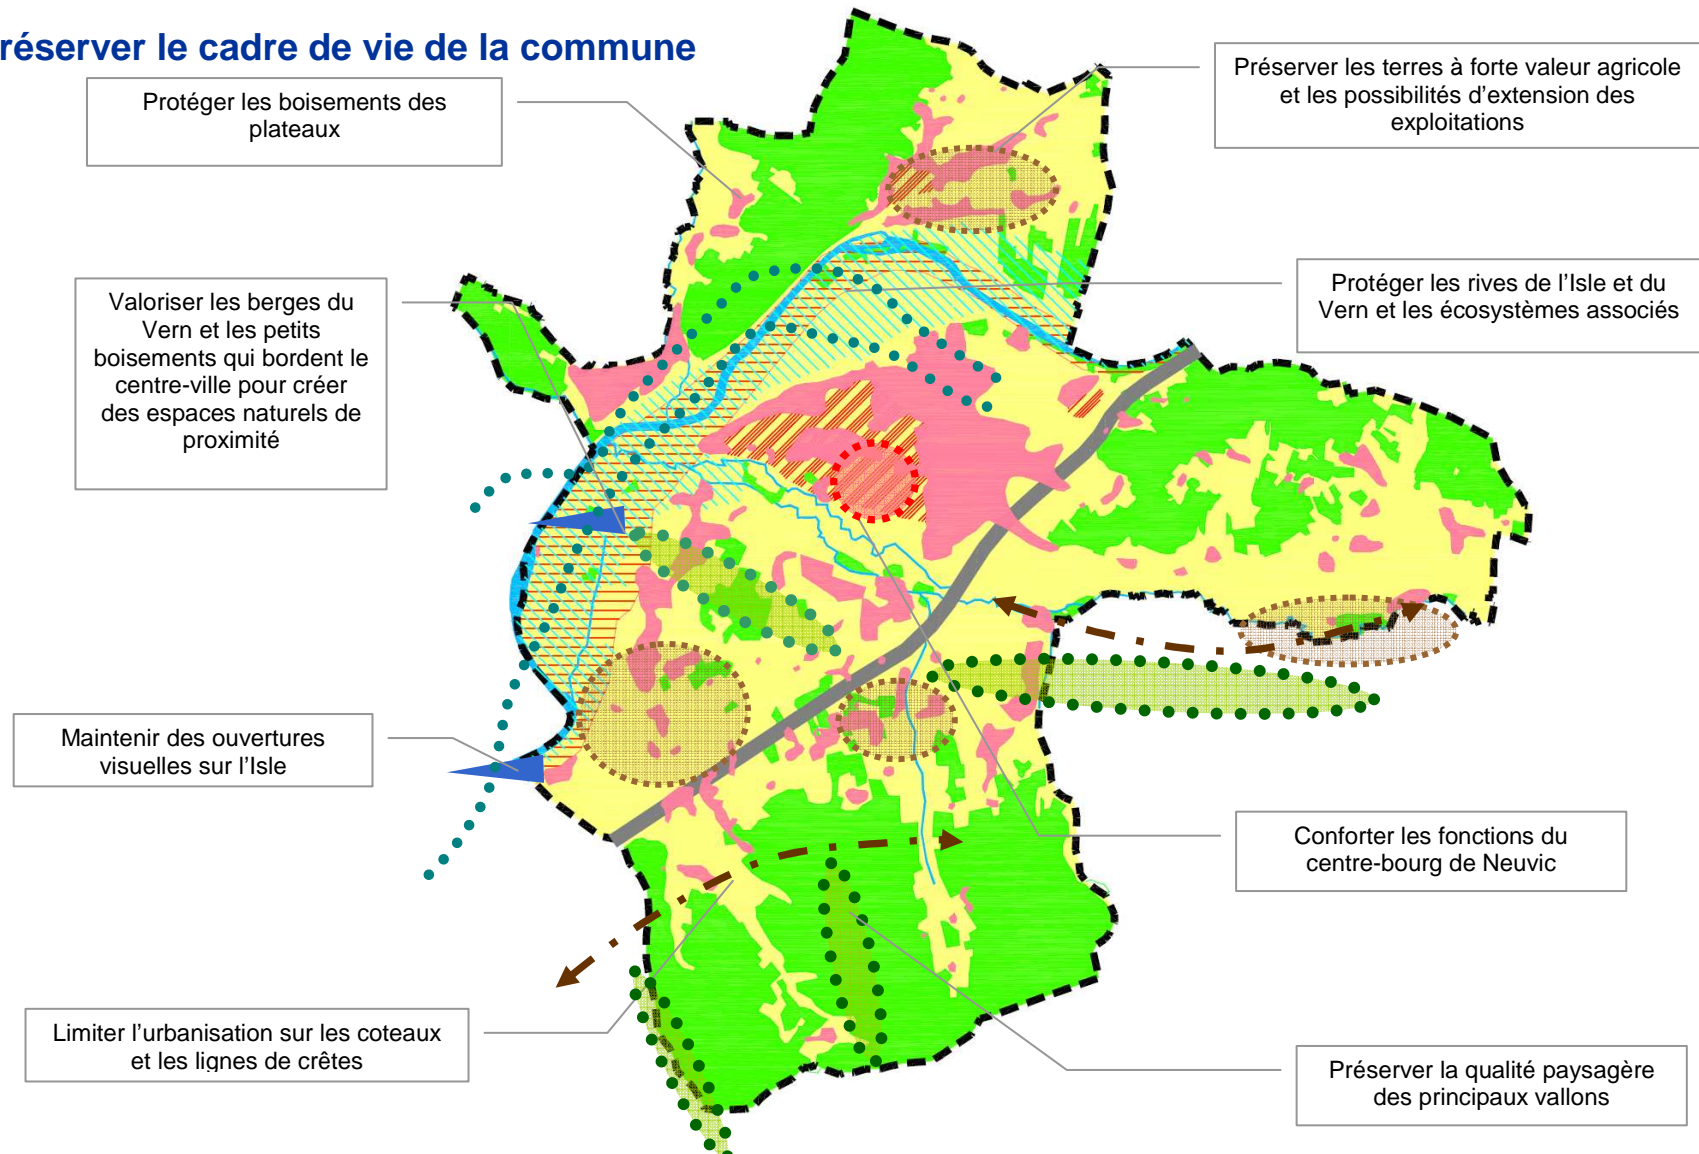 réserver le cadre de vie de la commune
Protéger les boisements des
plateaux
Préserver les terres à forte valeur agricole
et les possibilités d'extension des
exploitations
Valoriser les berges du
Vern et les petits
boisements qui bordent le
centre-ville pour créer
des espaces naturels de
proximité
Protéger les rives de l'Isle et du
Vern et les écosystèmes associés
Maintenir des ouvertures
visuelles sur l'Isle
Conforter les fonctions du
centre-bourg de Neuvic
Limiter l'urbanisation sur les coteaux
et les lignes de crêtes
Préserver la qualité paysagère
des principaux vallons